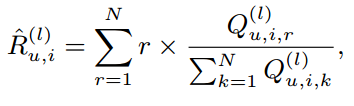 \hat{R}_{u,i}^{(l)} = \sum_{r=1}^{N} r \times \frac{Q_{u,i,r}^{(l)}}{\sum_{k=1}^{N} Q_{u,i,k}^{(l)}},